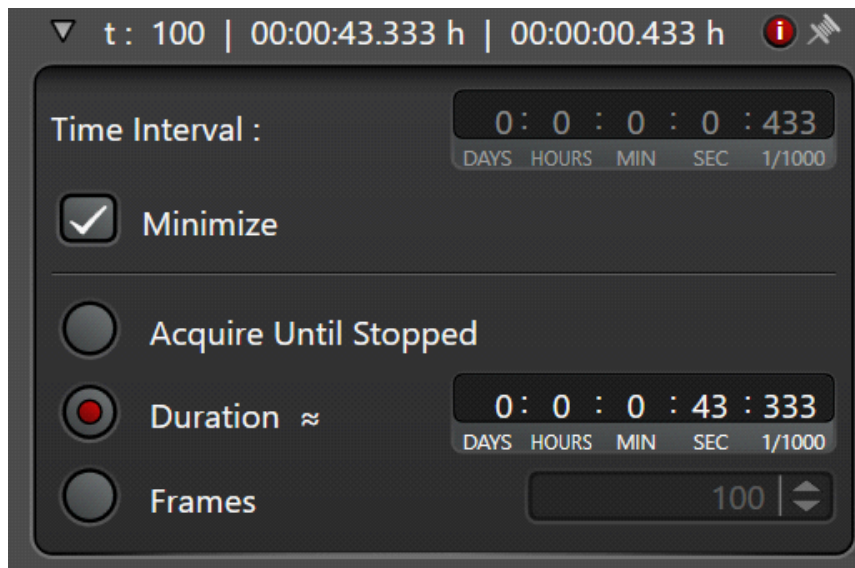 t: 100 | 00:00:43.333 h | 00:00:00.433 h i
Time Interval : 0: 0 : 0 : 0 : 433
DAYS HOURS MIN SEC 1/1000
Minimize
Acquire Until Stopped
Duration ≈ 0: 0 : 0 : 43 : 333
DAYS HOURS MIN SEC 1/1000
Frames 100